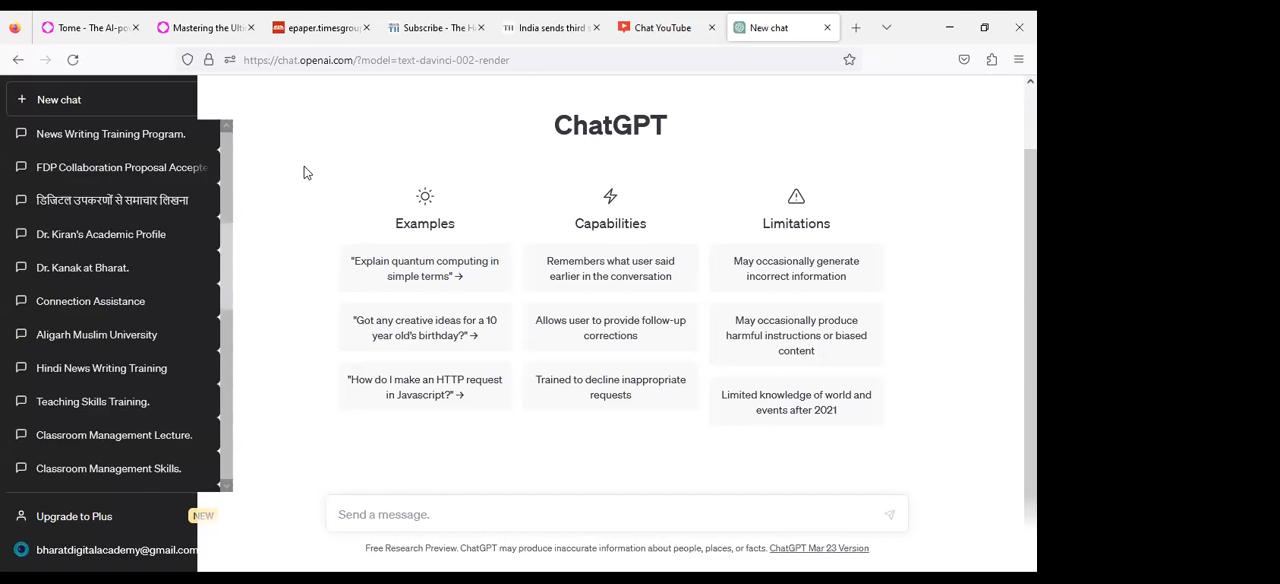 Tome - The AI-po
Mastering the Ulti
epaper.timesgrou
Subscribe - The Hi
India sends third s
Chat YouTube
New chat
https://chat.openai.com/?model=text-davinci-002-render
New chat
News Writing Training Program.
FDP Collaboration Proposal Accepte
डिजिटल उपकरणों से समाचार लिखना
Dr. Kiran's Academic Profile
Dr. Kanak at Bharat.
Connection Assistance
Aligarh Muslim University
Hindi News Writing Training
Teaching Skills Training.
Classroom Management Lecture.
Classroom Management Skills.
Upgrade to Plus NEW
bharatdigitalacademy@gmail.com
ChatGPT
Examples
"Explain quantum computing in
simple terms" →
"Got any creative ideas for a 10
year old's birthday?" →
"How do I make an HTTP request
in Javascript?" →
Capabilities
Remembers what user said
earlier in the conversation
Allows user to provide follow-up
corrections
Trained to decline inappropriate
requests
Limitations
May occasionally generate
incorrect information
May occasionally produce
harmful instructions or biased
content
Limited knowledge of world and
events after 2021
Send a message.
Free Research Preview. ChatGPT may produce inaccurate information about people, places, or facts. ChatGPT Mar 23 Version